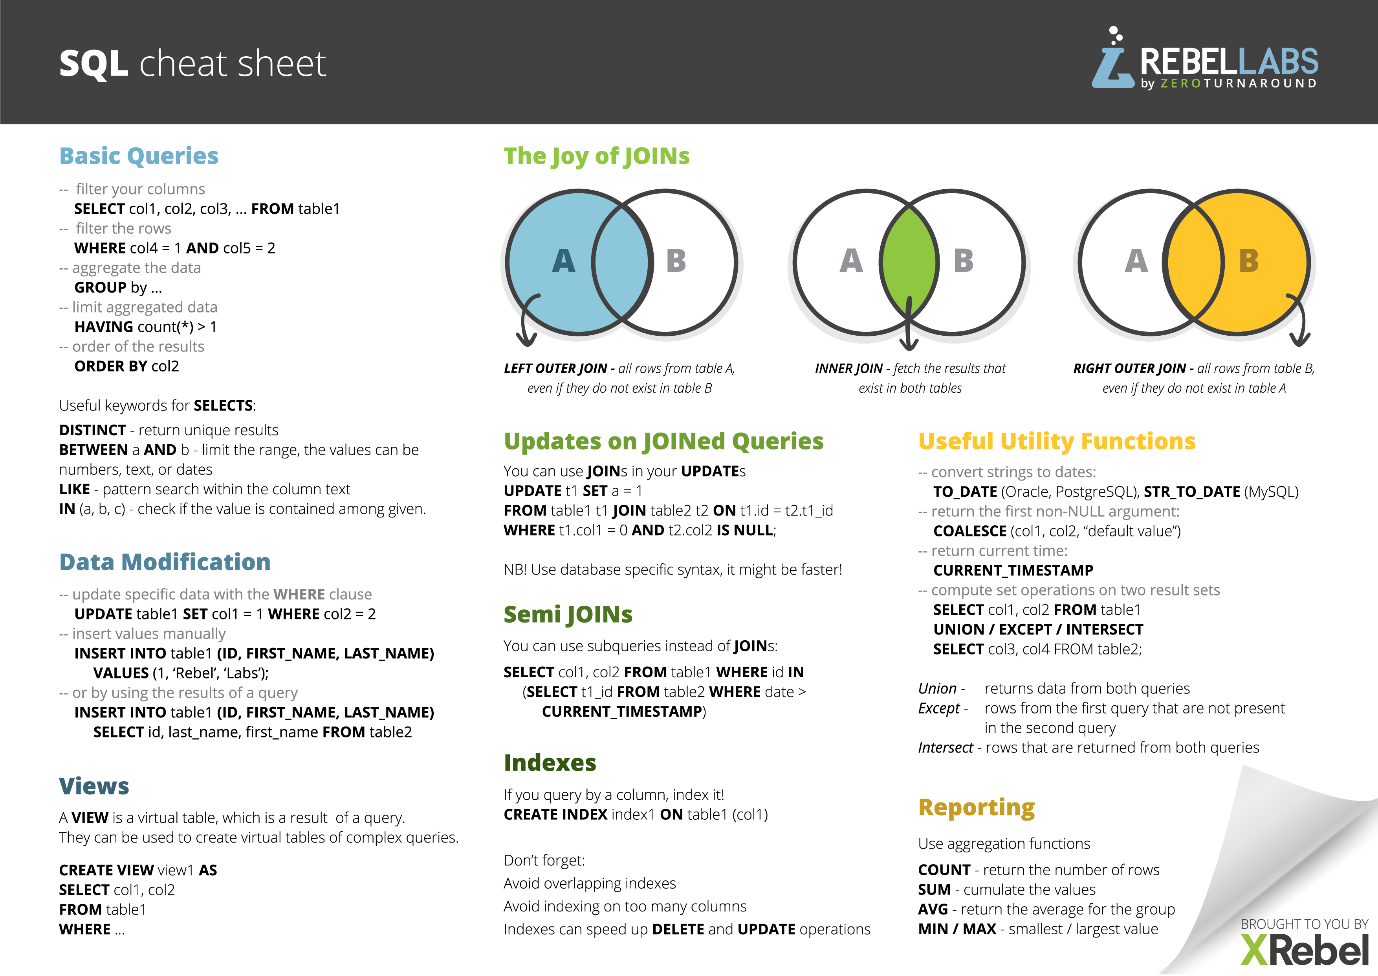 SQL cheat sheet
REBELLABS
by ZEROTURNAROUND
Basic Queries
-- filter your columns
SELECT col1, col2, col3, ... FROM table1
-- filter the rows
WHERE col4 = 1 AND col5 = 2
-- aggregate the data
GROUP by ...
-- limit aggregated data
HAVING count(*) > 1
-- order of the results
ORDER BY col2
Useful keywords for SELECTS:
DISTINCT - return unique results
BETWEEN a AND b - limit the range, the values can be
numbers, text, or dates
LIKE - pattern search within the column text
IN (a, b, c) - check if the value is contained among given.
Data Modification
-- update specific data with the WHERE clause
UPDATE table1 SET col1 = 1 WHERE col2 = 2
-- insert values manually
INSERT INTO table1 (ID, FIRST_NAME, LAST_NAME)
VALUES (1, ‘Rebel’, ‘Labs’);
-- or by using the results of a query
INSERT INTO table1 (ID, FIRST_NAME, LAST_NAME)
SELECT id, last_name, first_name FROM table2
Views
A VIEW is a virtual table, which is a result of a query.
They can be used to create virtual tables of complex queries.
CREATE VIEW view1 AS
SELECT col1, col2
FROM table1
WHERE ...
The Joy of JOINs
A B
A B
A B
LEFT OUTER JOIN - all rows from table A,
even if they do not exist in table B
INNER JOIN - fetch the results that
exist in both tables
RIGHT OUTER JOIN - all rows from table B,
even if they do not exist in table A
Updates on JOINed Queries
You can use JOINs in your UPDATEs
UPDATE t1 SET a = 1
FROM table1 t1 JOIN table2 t2 ON t1.id = t2.t1_id
WHERE t1.col1 = 0 AND t2.col2 IS NULL;
NB! Use database specific syntax, it might be faster!
Semi JOINs
You can use subqueries instead of JOINs:
SELECT col1, col2 FROM table1 WHERE id IN
(SELECT t1_id FROM table2 WHERE date >
CURRENT_TIMESTAMP)
Indexes
If you query by a column, index it!
CREATE INDEX index1 ON table1 (col1)
Don’t forget:
Avoid overlapping indexes
Avoid indexing on too many columns
Indexes can speed up DELETE and UPDATE operations
Useful Utility Functions
-- convert strings to dates:
TO_DATE (Oracle, PostgreSQL), STR_TO_DATE (MySQL)
-- return the first non-NULL argument:
COALESCE (col1, col2, “default value”)
-- return current time:
CURRENT_TIMESTAMP
-- compute set operations on two result sets
SELECT col1, col2 FROM table1
UNION / EXCEPT / INTERSECT
SELECT col3, col4 FROM table2;
Union - returns data from both queries
Except - rows from the first query that are not present
in the second query
Intersect - rows that are returned from both queries
Reporting
Use aggregation functions
COUNT - return the number of rows
SUM - cumulate the values
AVG - return the average for the group
MIN / MAX - smallest / largest value
BROUGHT TO YOU BY
XRebel